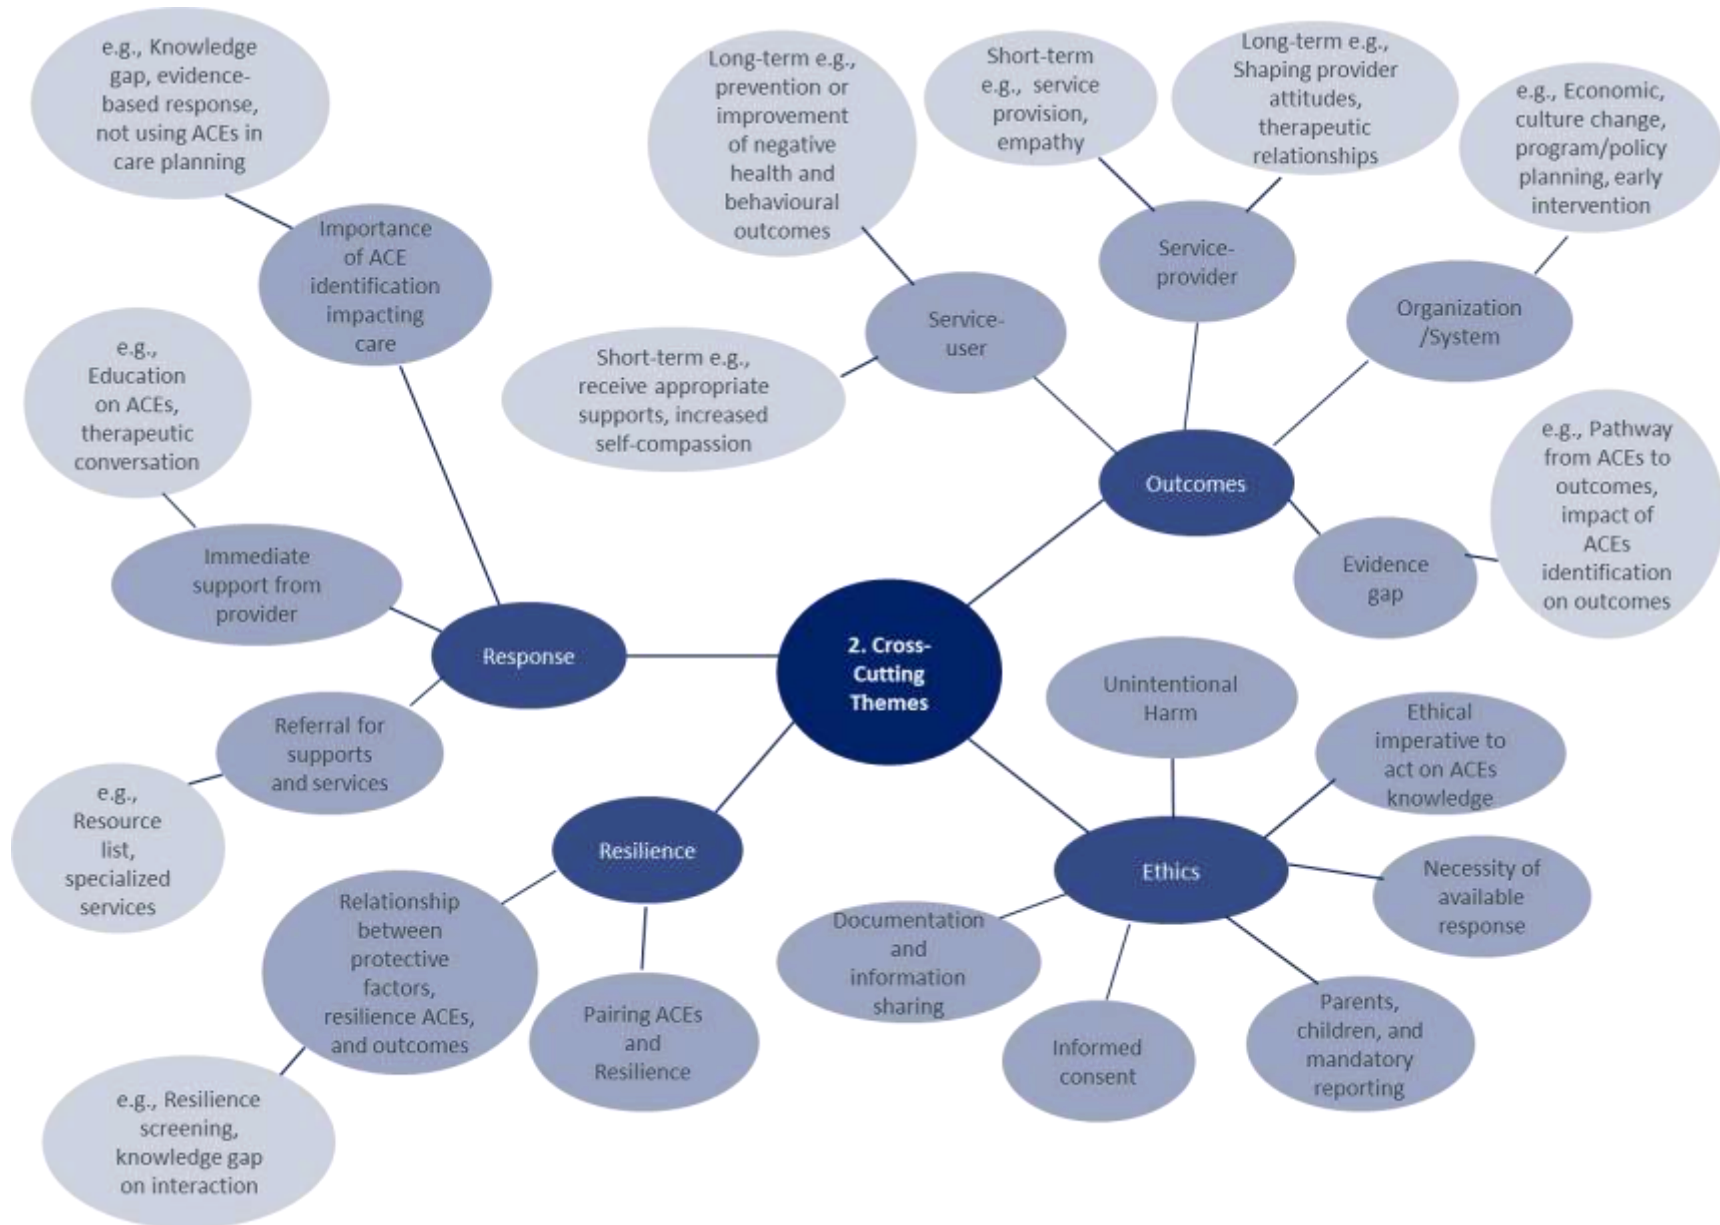 e.g., Knowledge
gap, evidence-
based response,
not using ACEs in
care planning
Importance
of ACE
identification
impacting
care
e.g.,
Education
on ACEs,
therapeutic
conversation
Immediate
support from
provider
Response
Referral for
supports
and services
e.g.,
Resource
list,
specialized
services
Long-term e.g.,
prevention or
improvement
of negative
health and
behavioural
outcomes
Short-term e.g.,
receive appropriate
supports, increased
self-compassion
Service-
user
Short-term
e.g., service
provision,
empathy
Long-term e.g.,
Shaping provider
attitudes,
therapeutic
relationships
Service-
provider
e.g., Economic,
culture change,
program/policy
planning, early
intervention
Organization
/System
Outcomes
Evidence
gap
e.g., Pathway
from ACEs to
outcomes,
impact of
ACEs
identification
on outcomes
2. Cross-
Cutting
Themes
Resilience
Relationship
between
protective
factors,
resilience ACEs,
and outcomes
e.g., Resilience
screening,
knowledge gap
on interaction
Pairing ACEs
and
Resilience
Unintentional
Harm
Ethical
imperative to
act on ACEs
knowledge
Ethics
Necessity of
available
response
Documentation
and
information
sharing
Informed
consent
Parents,
children, and
mandatory
reporting